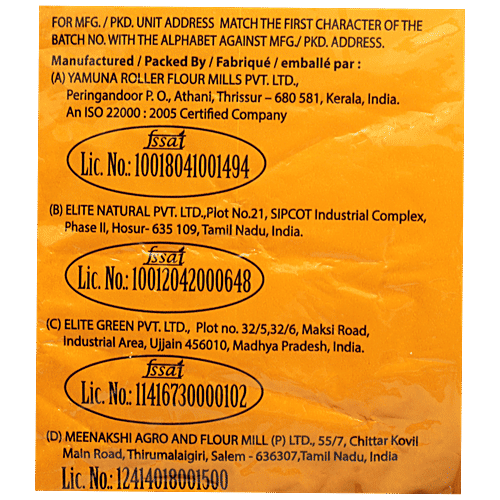 FOR MFG. / PKD. UNIT ADDRESS MATCH THE FIRST CHARACTER OF THE
BATCH NO. WITH THE ALPHABET AGAINST MFG./ PKD. ADDRESS.
Manufactured / Packed By / Fabriqué / emballé par :
(A) YAMUNA ROLLER FLOUR MILLS PVT. LTD.,
Peringandoor P. O., Athani, Thrissur – 680 581, Kerala, India.
An ISO 22000 : 2005 Certified Company
fssai
Lic. No.: 10018041001494
(B) ELITE NATURAL PVT. LTD.,Plot No.21, SIPCOT Industrial Complex,
Phase II, Hosur- 635 109, Tamil Nadu, India.
fssai
Lic. No.: 10012042000648
(C) ELITE GREEN PVT. LTD., Plot no. 32/5,32/6, Maksi Road,
Industrial Area, Ujjain 456010, Madhya Pradesh, India.
fssai
Lic. No.: 11416730000102
(D) MEENAKSHI AGRO AND FLOUR MILL (P) LTD., 55/7, Chittar Kovil
Main Road, Thirumalaigiri, Salem - 636307,Tamil Nadu, India
Lic. No.: 12414018001500